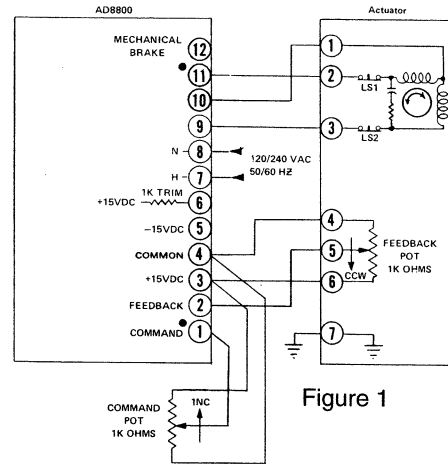 AD8800
Actuator
MECHANICAL
BRAKE
12
11
10
9
N
8
120/240 VAC
50/60 HZ
H
7
1K TRIM
+15VDC
6
-15VDC
5
COMMON
4
+15VDC
3
FEEDBACK
2
COMMAND
1
1
2
LS1
3
LS2
4
5
CCW
6
FEEDBACK
POT
1K OHMS
7
COMMAND
POT
1K OHMS
1NC
Figure 1